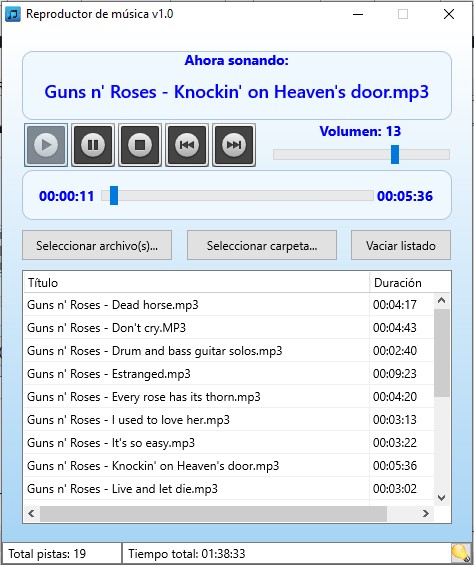 Reproductor de música v1.0
Ahora sonando:
Guns n' Roses - Knockin' on Heaven's door.mp3
Volumen: 13
00:00:11 00:05:36
Seleccionar archivo(s)... Seleccionar carpeta... Vaciar listado
Título Duración
Guns n' Roses - Dead horse.mp3 00:04:17
Guns n' Roses - Don't cry.MP3 00:04:43
Guns n' Roses - Drum and bass guitar solos.mp3 00:02:40
Guns n' Roses - Estranged.mp3 00:09:23
Guns n' Roses - Every rose has its thorn.mp3 00:04:20
Guns n' Roses - I used to love her.mp3 00:03:13
Guns n' Roses - It's so easy.mp3 00:03:22
Guns n' Roses - Knockin' on Heaven's door.mp3 00:05:36
Guns n' Roses - Live and let die.mp3 00:03:02
Total pistas: 19 Tiempo total: 01:38:33